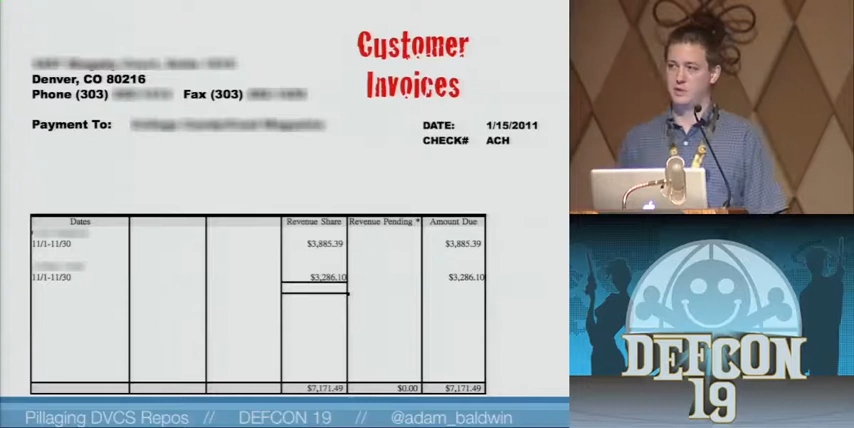 Customer
Invoices
Denver, CO 80216
Phone (303) Fax (303)
Payment To:
DATE: 1/15/2011
CHECK# ACH
Dates Revenue Share Revenue Pending * Amount Due
11/1-11/30 $3,885.39 $3,885.39
11/1-11/30 $3,286.10 $3,286.10
$7,171.49 $0.00 $7,171.49
Pillaging DVCS Repos // DEFCON 19 // @adam_baldwin
DEFCON
19